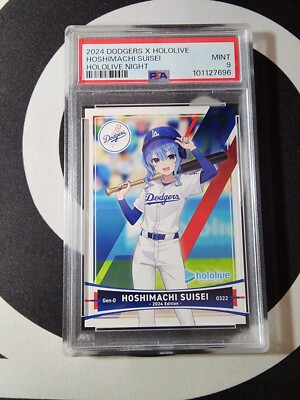 2024 DODGERS X HOLOLIVE
HOSHIMACHI SUISEI
HOLOLIVE NIGHT
MINT
9
PSA
101127696
Dodgers
LA
Dodgers
hololive
Gen-0
HOSHIMACHI SUISEI
0322
- 2024 Edition -